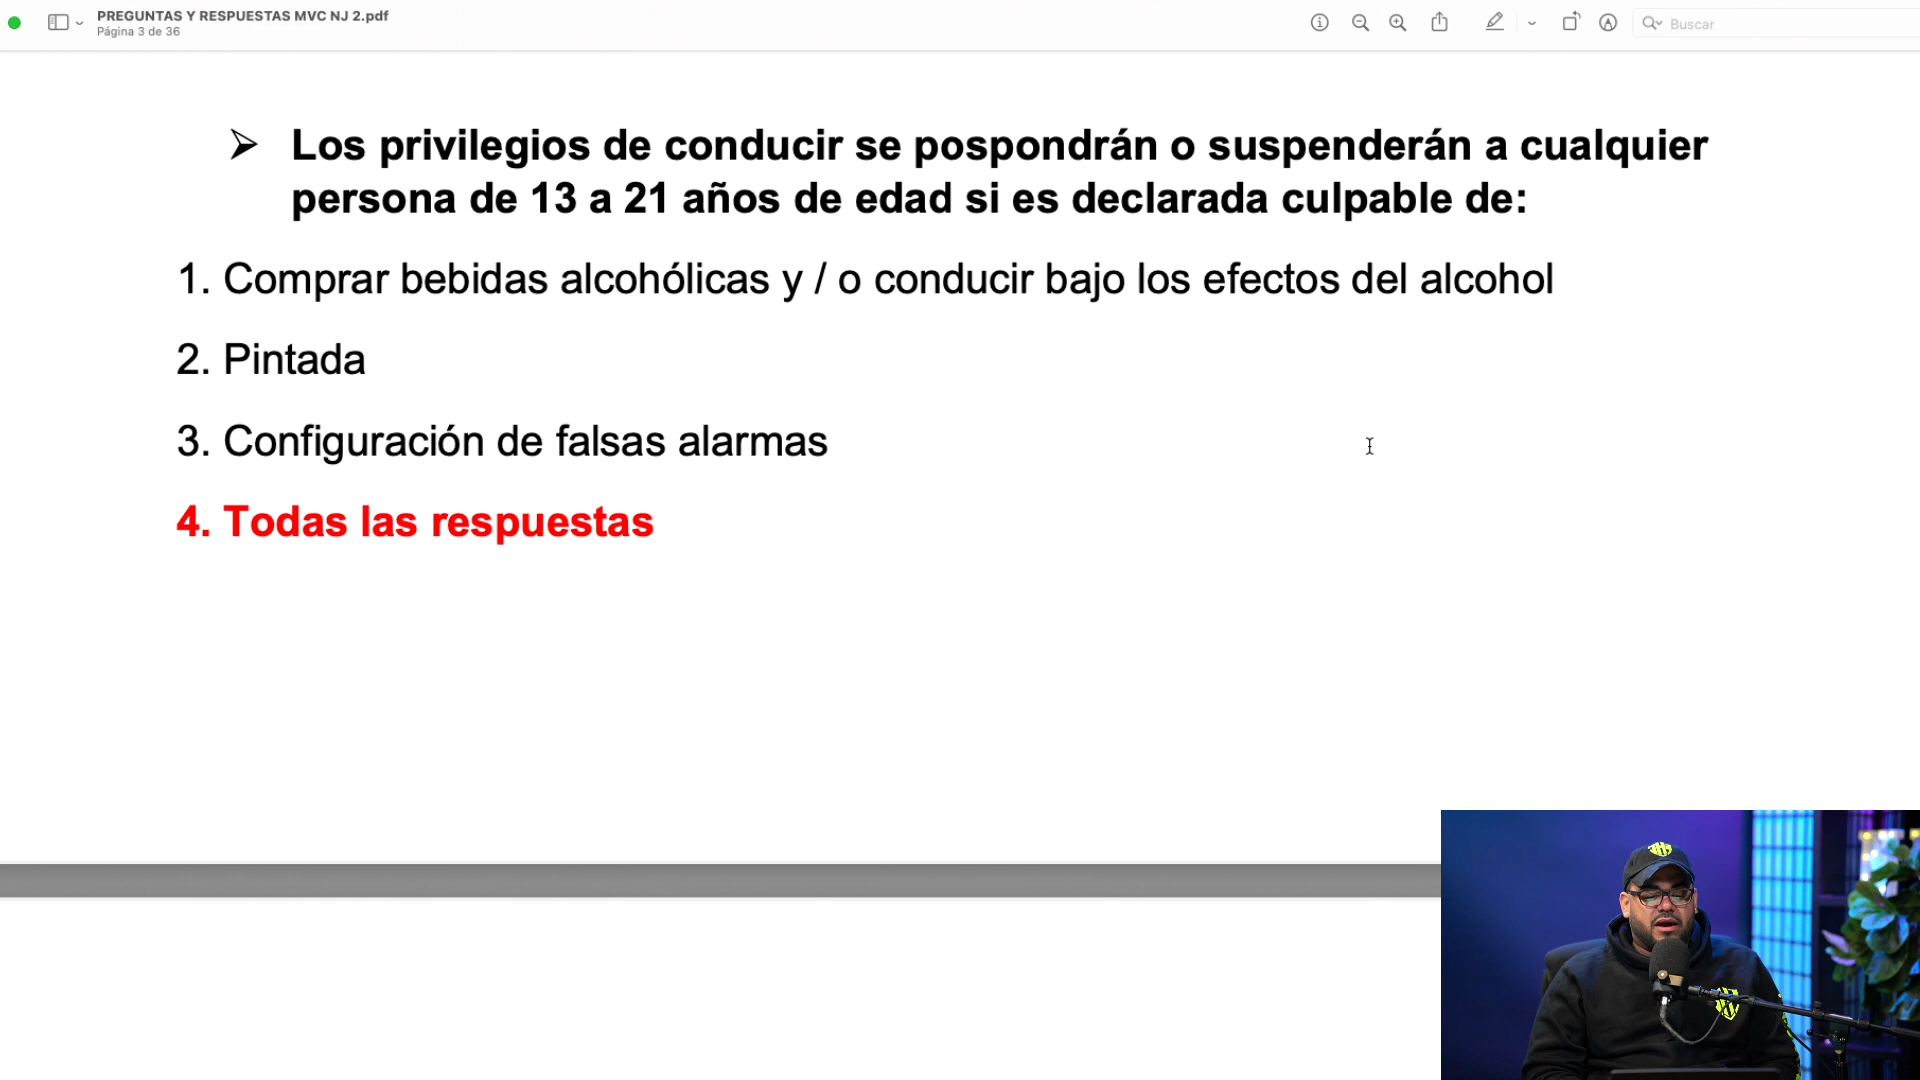 PREGUNTAS Y RESPUESTAS MVC NJ 2.pdf
Página 3 de 36
Buscar
➢ Los privilegios de conducir se pospondrán o suspenderán a cualquier
persona de 13 a 21 años de edad si es declarada culpable de:
1. Comprar bebidas alcohólicas y / o conducir bajo los efectos del alcohol
2. Pintada
3. Configuración de falsas alarmas
4. Todas las respuestas